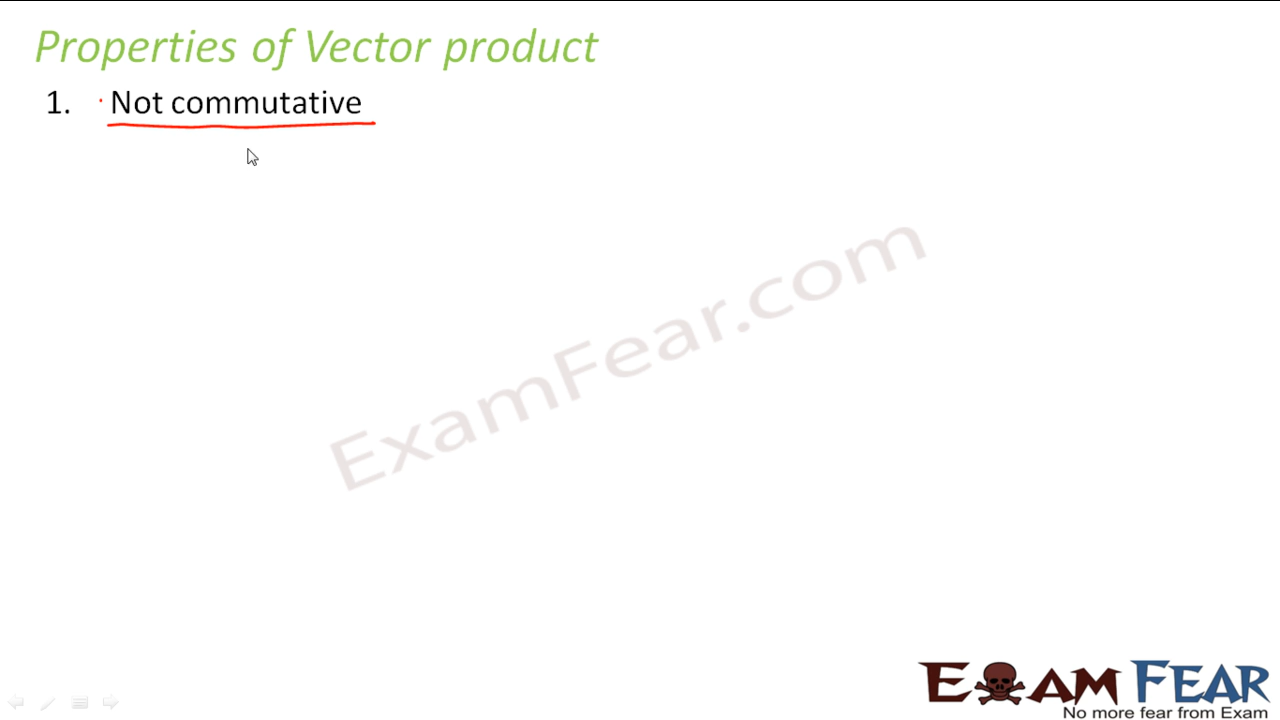 Properties of Vector product
1. Not commutative
ExamFear.com
EXAM FEAR
No more fear from Exam